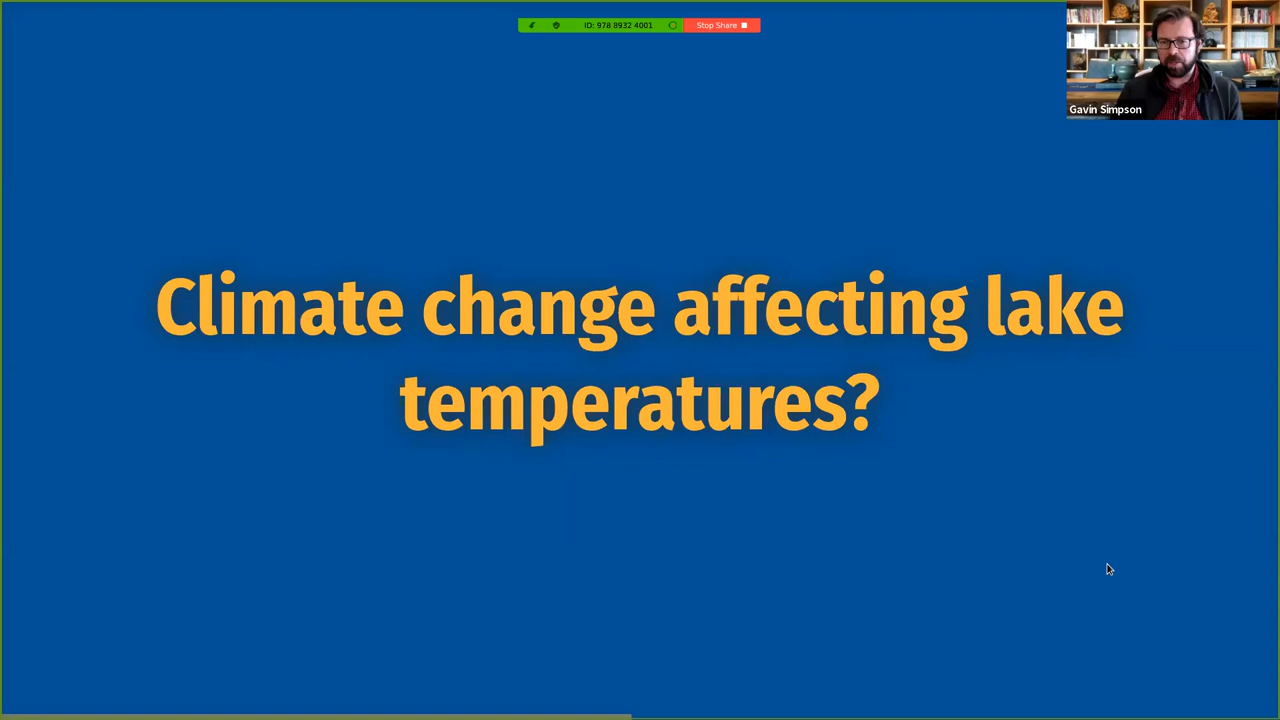 ID: 978 8932 4001
Stop Share
Gavin Simpson
Climate change affecting lake
temperatures?